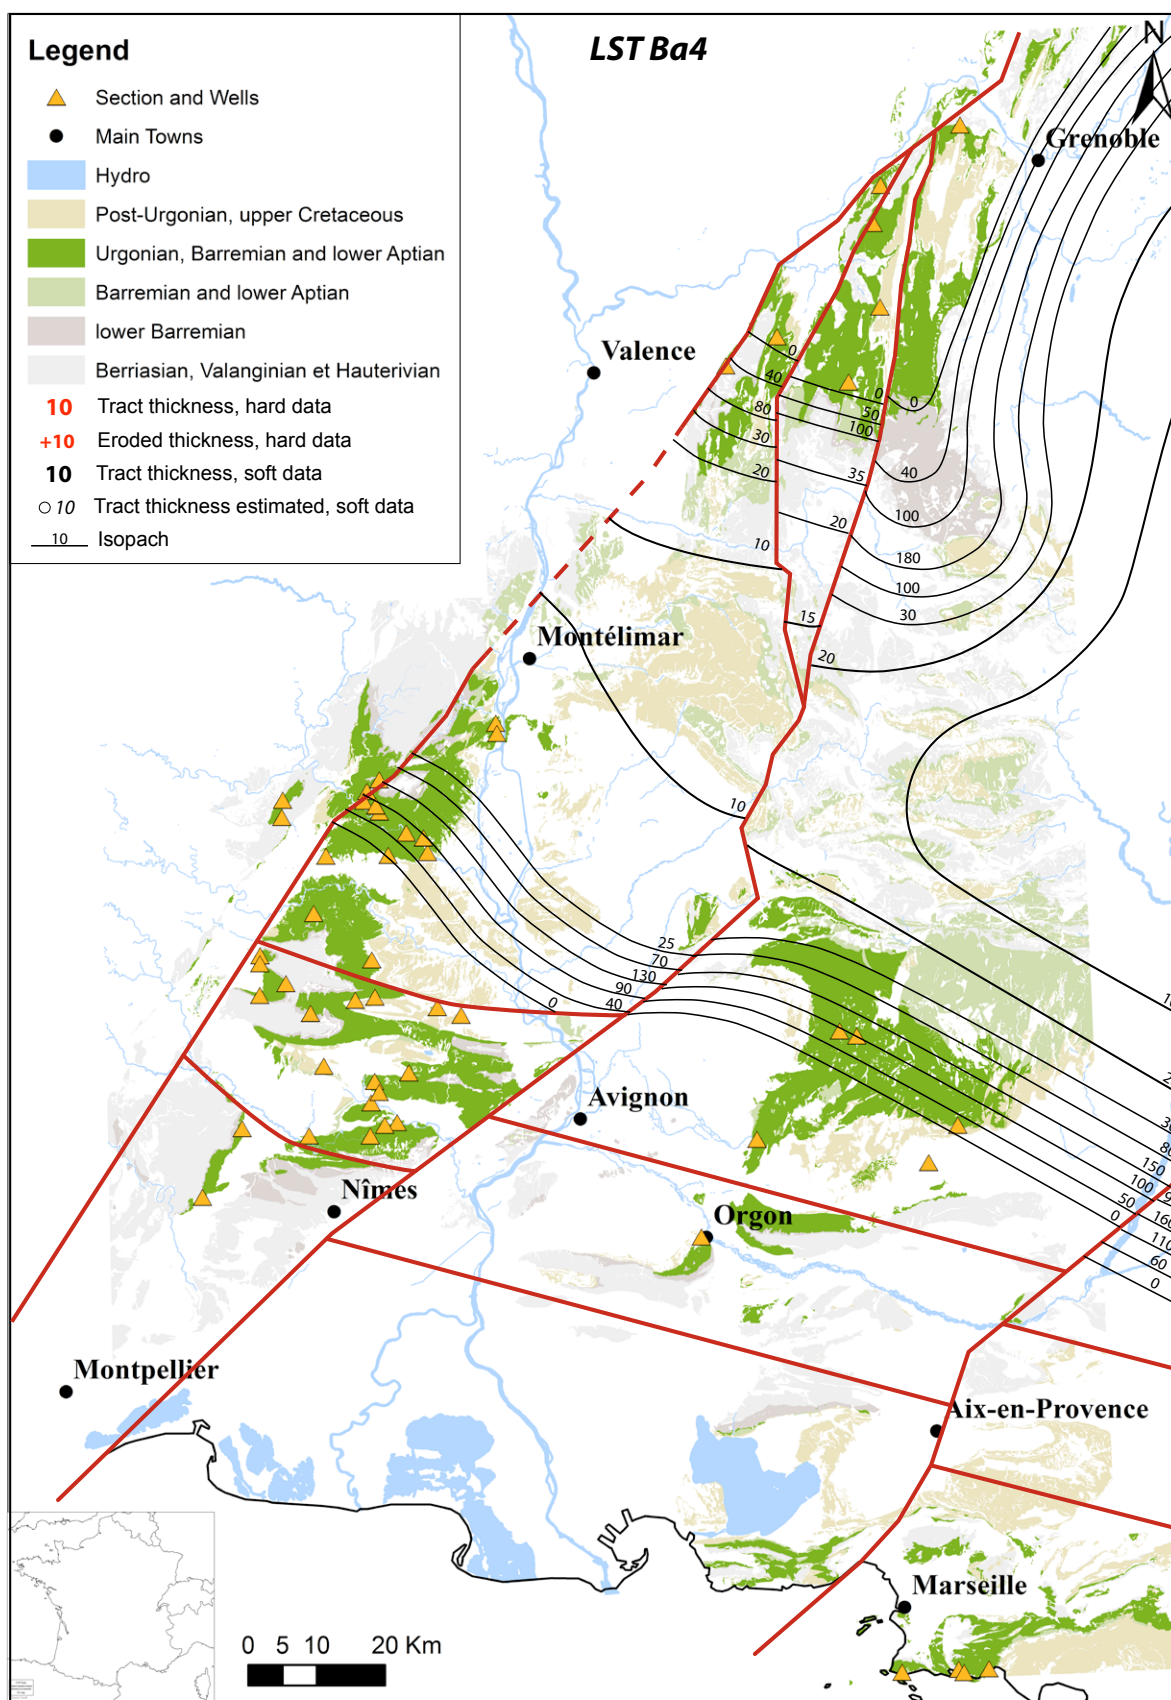 LST Ba4
N
Legend
Section and Wells
Main Towns
Hydro
Post-Urgonian, upper Cretaceous
Urgonian, Barremian and lower Aptian
Barremian and lower Aptian
lower Barremian
Berriasian, Valanginian et Hauterivian
10 Tract thickness, hard data
+10 Eroded thickness, hard data
10 Tract thickness, soft data
10 Tract thickness estimated, soft data
10 Isopach
Grenoble
Valence
0
40
80
30
20
10
0
50
100
35
20
15
0
40
100
180
100
30
20
Montélimar
10
25
70
130
90
40
0
Avignon
Nîmes
Orgon
30
80
150
100
50
0
160
110
60
0
Montpellier
Aix-en-Provence
Marseille
0 5 10 20 Km